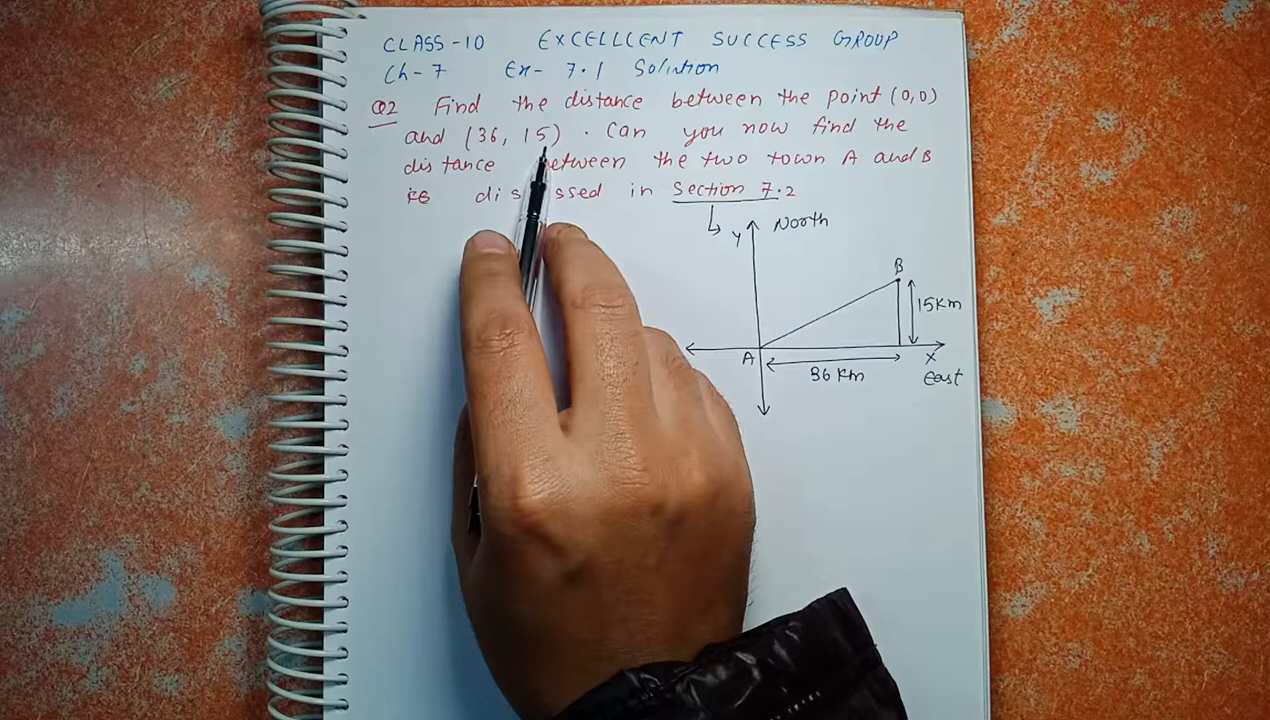 CLASS-10 EXCELLCENT SUCCESS GROUP
Ch-7 Ex- 7.1 Solution
Q2 Find the distance between the point (0,0)
and (36, 15) . Can you now find the
distance between the two town A and B
in Section 7.2
Y North
B
15Km
A
X
36 Km
East